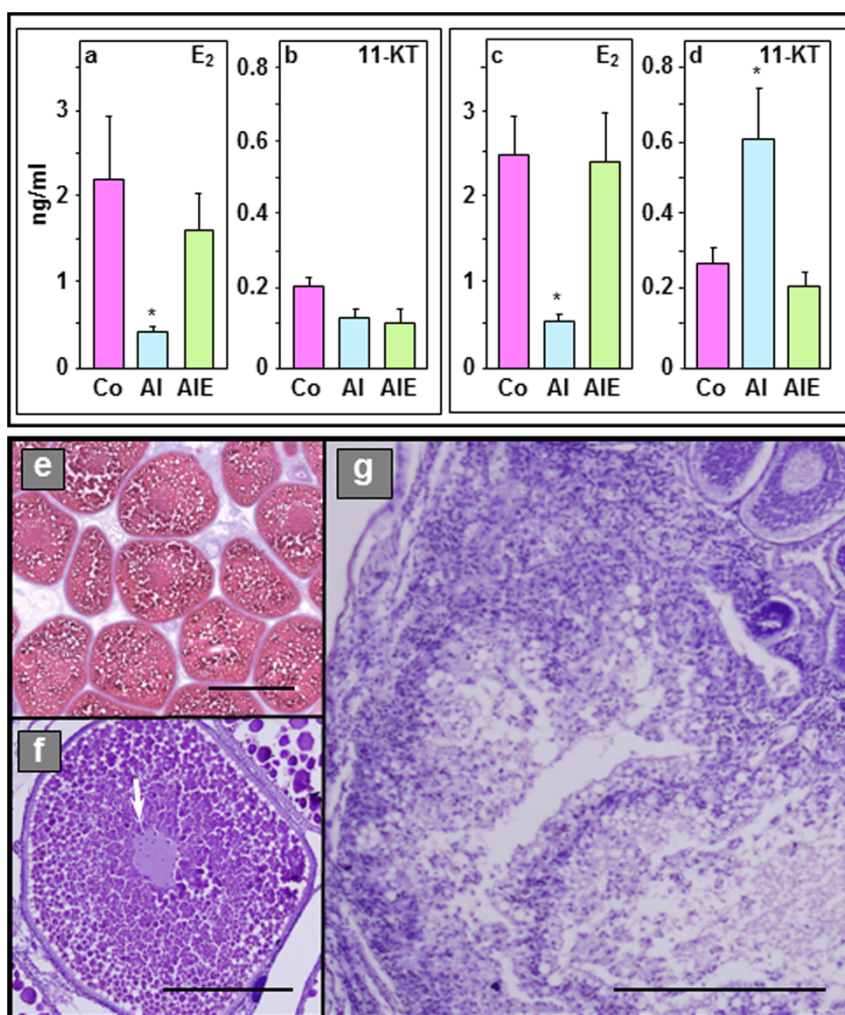 a E₂
b 11-KT
c E₂
d 11-KT
ng/ml
3
2
1
0
*
Co AI AIE
0.8
0.6
0.4
0.2
0
Co AI AIE
3
2
1
0
*
Co AI AIE
0.8
0.6
0.4
0.2
0
*
Co AI AIE
e
f
g